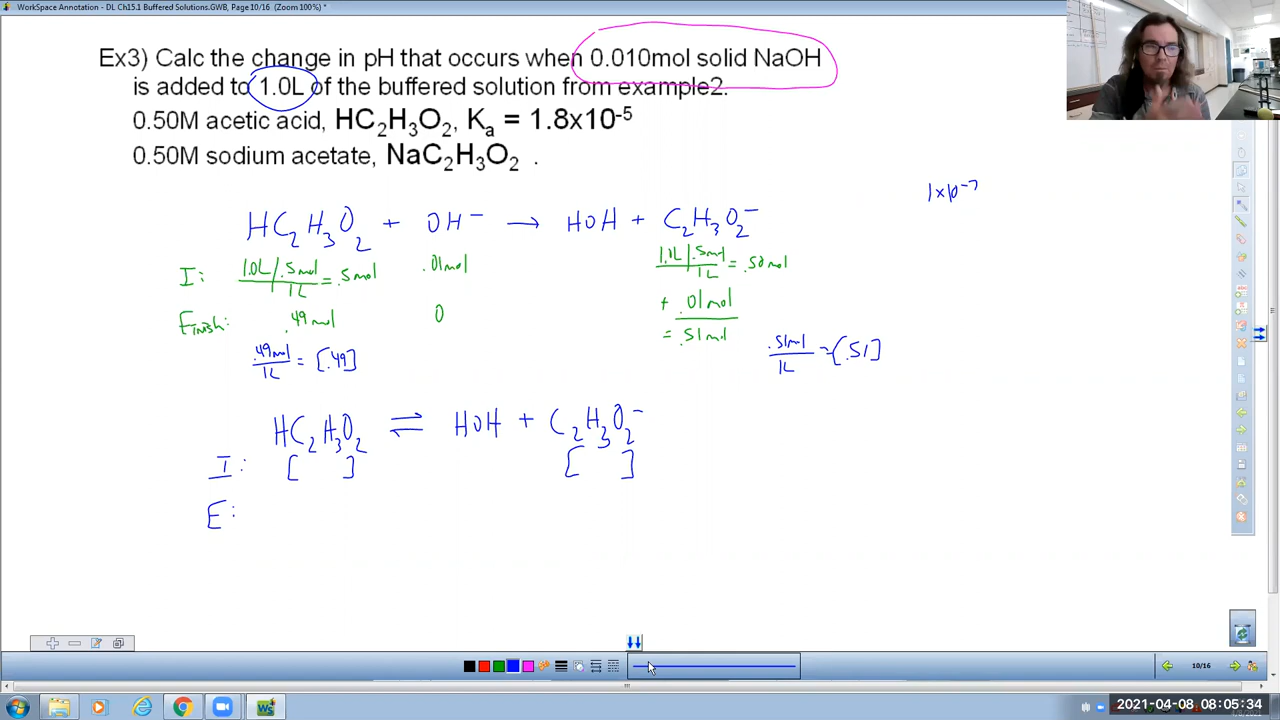 WorkSpace Annotation - DL Ch15.1 Buffered Solutions.GWB, Page 10/16 (Zoom 100%) *
Ex3) Calc the change in pH that occurs when 0.010mol solid NaOH
is added to 1.0L of the buffered solution from example2.
0.50M acetic acid, HC₂H₃O₂, Kₐ = 1.8x10⁻⁵
0.50M sodium acetate, NaC₂H₃O₂ .
1x10⁻⁷
HC₂H₃O₂ + OH⁻ → HOH + C₂H₃O₂⁻
I: 1.0L/.5mol/1L = .5mol .01mol 1.0L/.5mol/1L = .50mol
+ .01mol
Finish: .49mol 0 = .51mol
.49mol/1L = [.49] .51mol/1L = [.51]
HC₂H₃O₂ ⇌ HOH + C₂H₃O₂⁻
I: [ ] [ ]
E:
10/16
2021-04-08 08:05:34